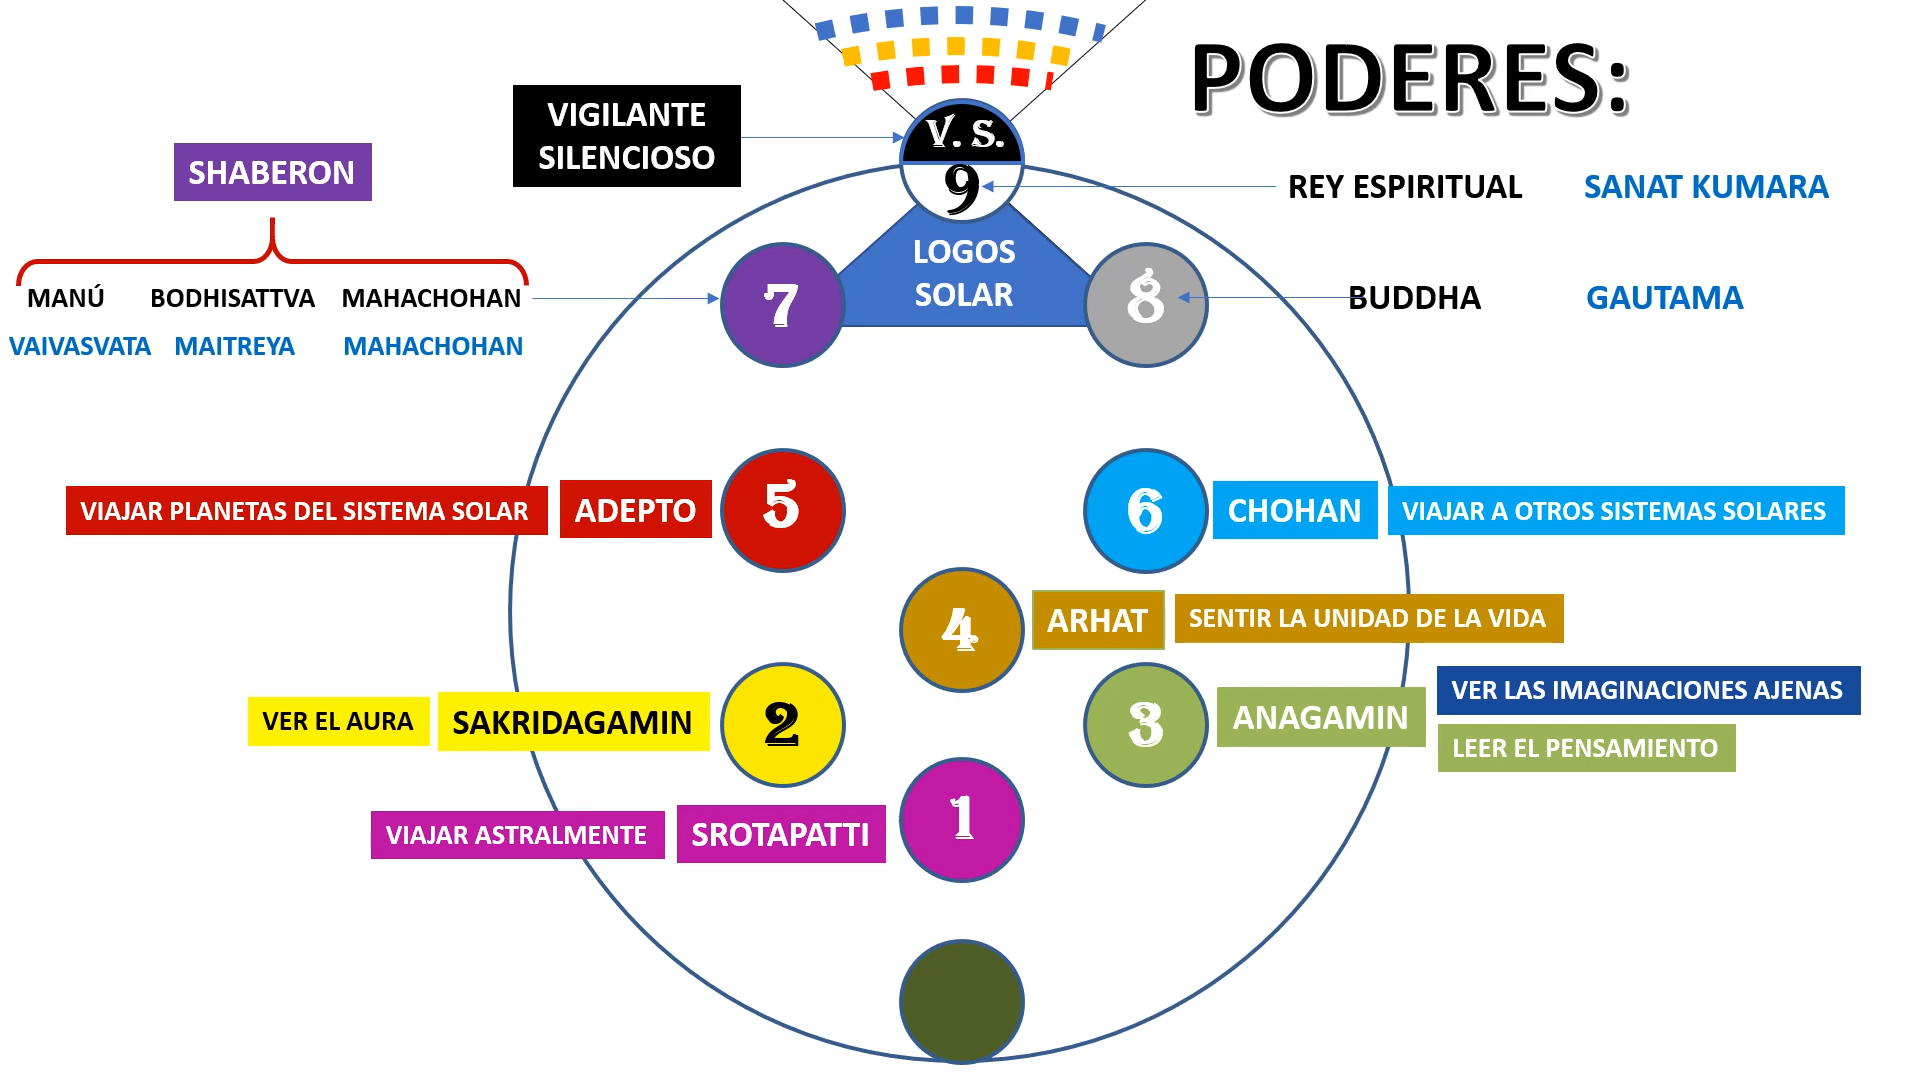 PODERES:
VIGILANTE
SILENCIOSO
V. S.
9
REY ESPIRITUAL
SANAT KUMARA
SHABERON
LOGOS
SOLAR
MANÚ
BODHISATTVA
MAHACHOHAN
7
8
BUDDHA
GAUTAMA
VAIVASVATA
MAITREYA
MAHACHOHAN
VIAJAR PLANETAS DEL SISTEMA SOLAR
ADEPTO
5
6
CHOHAN
VIAJAR A OTROS SISTEMAS SOLARES
4
ARHAT
SENTIR LA UNIDAD DE LA VIDA
VER EL AURA
SAKRIDAGAMIN
2
3
ANAGAMIN
VER LAS IMAGINACIONES AJENAS
LEER EL PENSAMIENTO
VIAJAR ASTRALMENTE
SROTAPATTI
1